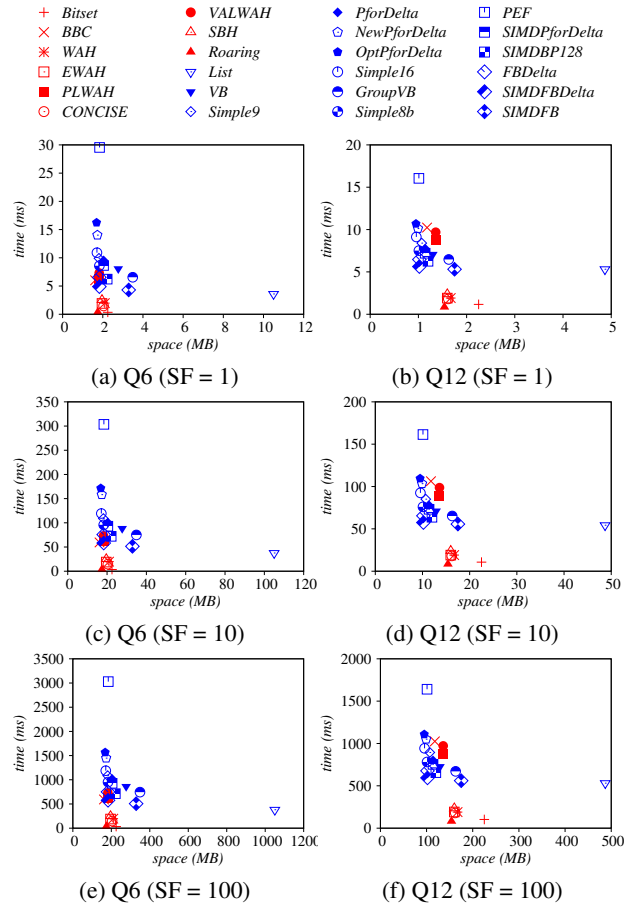 Bitset VALWAH PforDelta PEF
BBC SBH NewPforDelta SIMDPforDelta
WAH Roaring OptPforDelta SIMDBP128
EWAH List Simple16 FBDelta
PLWAH VB GroupVB SIMDFBDelta
CONCISE Simple9 Simple8b SIMDFB
time (ms)
30
25
20
15
10
5
0
0 2 4 6 8 10 12
space (MB)
(a) Q6 (SF = 1)
time (ms)
20
15
10
5
0
0 1 2 3 4 5
space (MB)
(b) Q12 (SF = 1)
time (ms)
350
300
250
200
150
100
50
0
0 20 40 60 80 100 120
space (MB)
(c) Q6 (SF = 10)
time (ms)
200
150
100
50
0
0 10 20 30 40 50
space (MB)
(d) Q12 (SF = 10)
time (ms)
3500
3000
2500
2000
1500
1000
500
0
0 200 400 600 800 1000 1200
space (MB)
(e) Q6 (SF = 100)
time (ms)
2000
1500
1000
500
0
0 100 200 300 400 500
space (MB)
(f) Q12 (SF = 100)